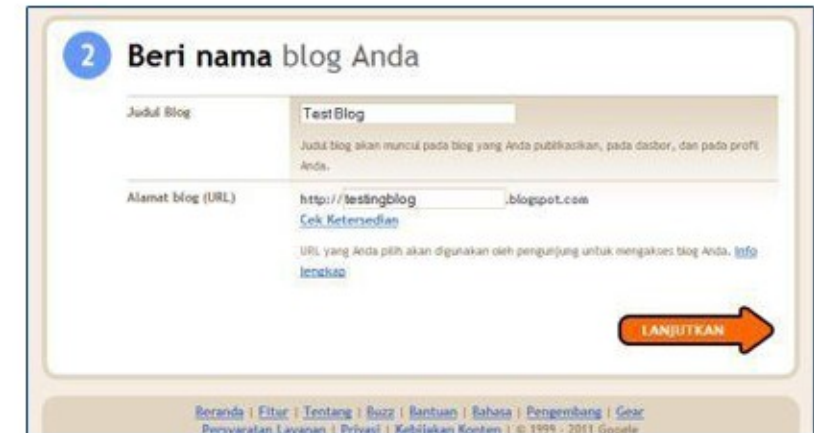 2 Beri nama blog Anda
Judul Blog
TestBlog
Judul blog akan muncul pada blog yang Anda publikasikan, pada dasbor, dan pada profil
Anda.
Alamat blog (URL)
http:// testingblog .blogspot.com
Cek Ketersedian
URL yang Anda pilih akan digunakan oleh pengunjung untuk mengakses blog Anda. Info
lengkap
LANJUTKAN
Beranda | Fitur | Tentang | Buzz | Bantuan | Bahasa | Pengembang | Gear
Persyaratan Layanan | Privasi | Kebijakan Konten | © 1999 - 2011 Google